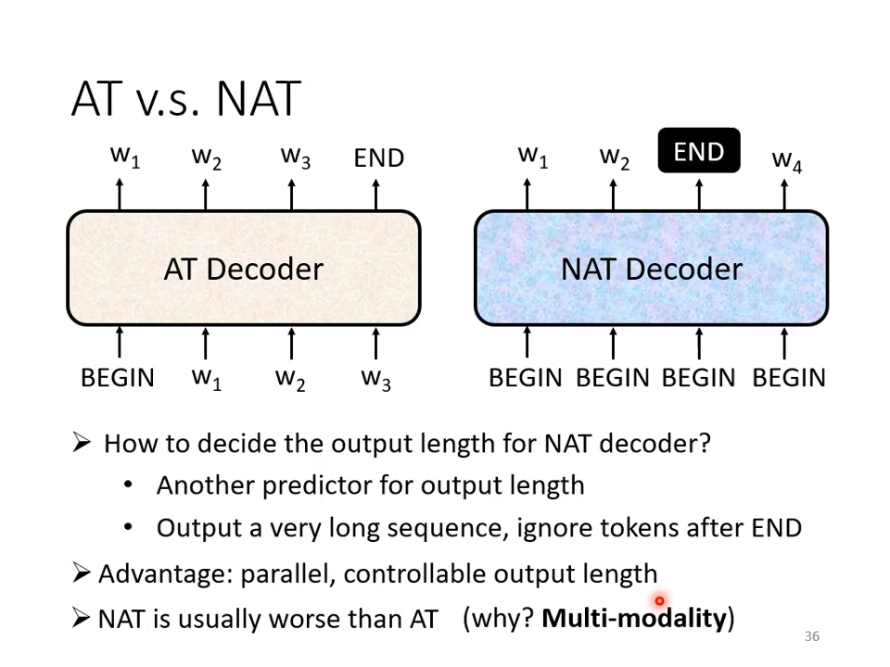 AT v.s. NAT
w1 w2 w3 END w1 w2 END w4
AT Decoder NAT Decoder
BEGIN w1 w2 w3 BEGIN BEGIN BEGIN BEGIN
➢ How to decide the output length for NAT decoder?
• Another predictor for output length
• Output a very long sequence, ignore tokens after END
➢ Advantage: parallel, controllable output length
➢ NAT is usually worse than AT (why? Multi-modality)
36